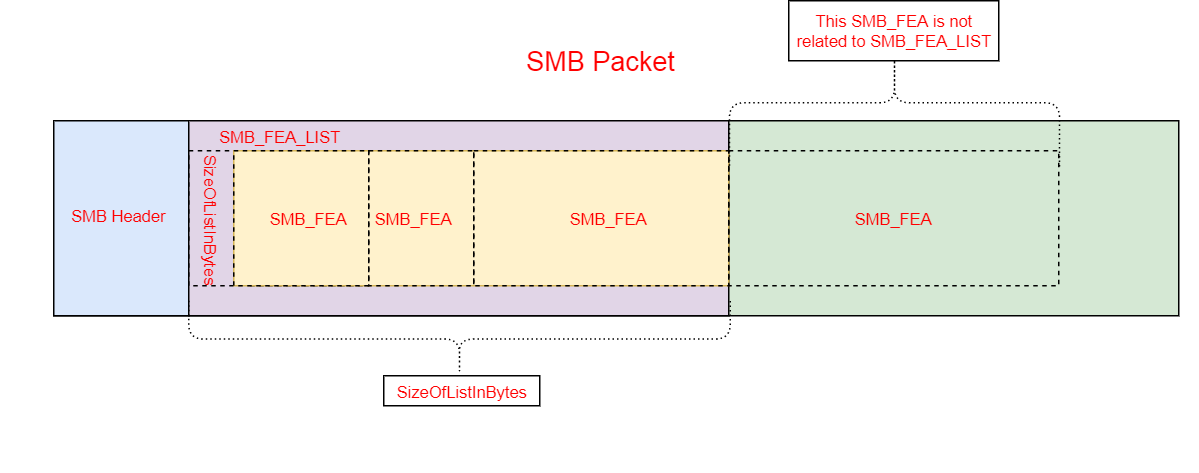 This SMB_FEA is not
related to SMB_FEA_LIST
SMB Packet
SMB_FEA_LIST
SMB Header
SizeOfListInBytes
SMB_FEA
SMB_FEA
SMB_FEA
SMB_FEA
SizeOfListInBytes